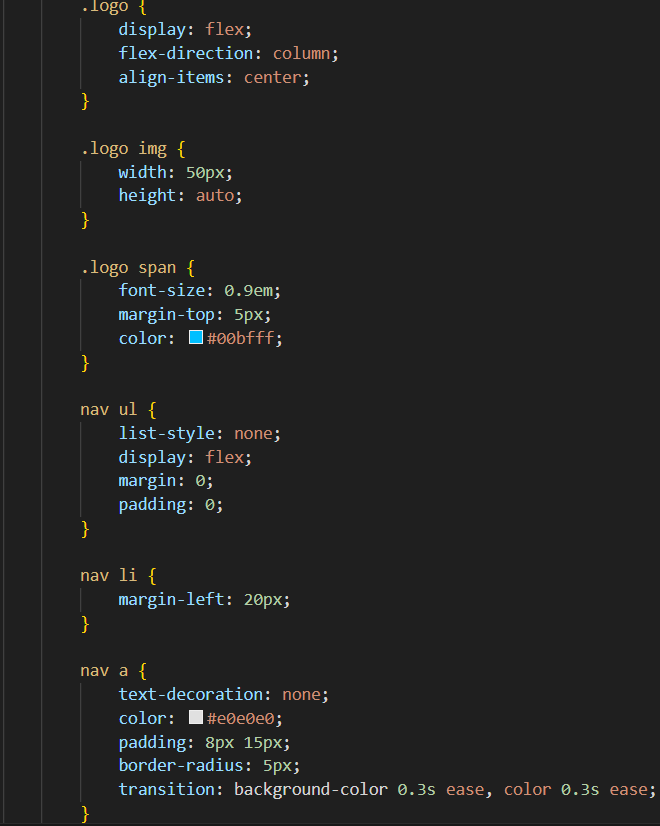 .logo {
display: flex;
flex-direction: column;
align-items: center;
}
.logo img {
width: 50px;
height: auto;
}
.logo span {
font-size: 0.9em;
margin-top: 5px;
color: #00bfff;
}
nav ul {
list-style: none;
display: flex;
margin: 0;
padding: 0;
}
nav li {
margin-left: 20px;
}
nav a {
text-decoration: none;
color: #e0e0e0;
padding: 8px 15px;
border-radius: 5px;
transition: background-color 0.3s ease, color 0.3s ease;
}